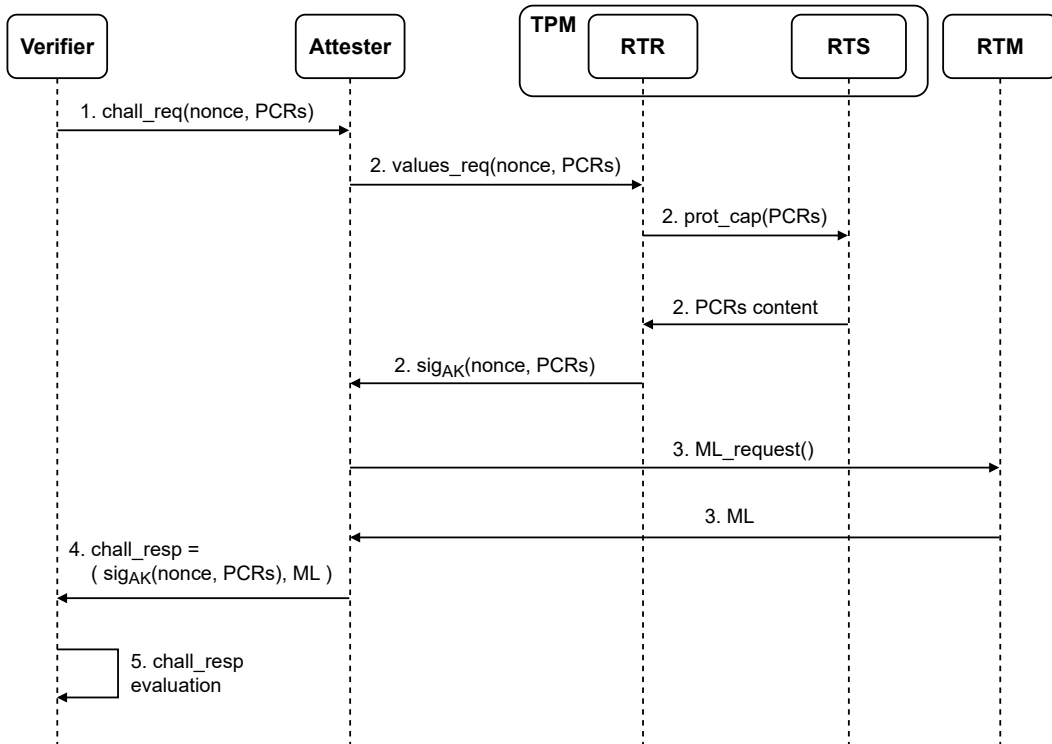 TPM
Verifier
Attester
RTR
RTS
RTM
1. chall_req(nonce, PCRs)
2. values_req(nonce, PCRs)
2. prot_cap(PCRs)
2. PCRs content
2. sigAK(nonce, PCRs)
3. ML_request()
3. ML
4. chall_resp =
( sigAK(nonce, PCRs), ML )
5. chall_resp
evaluation